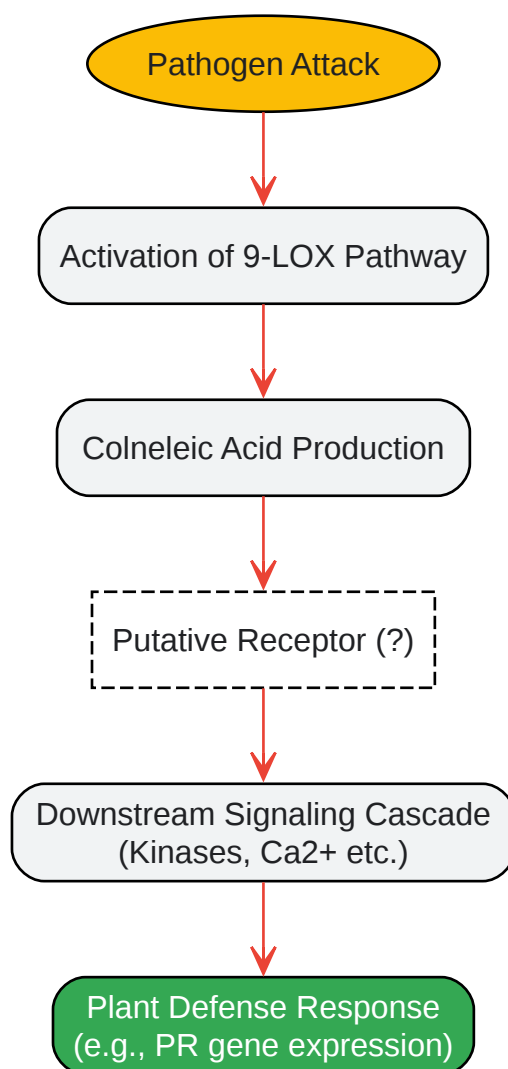 Pathogen Attack
Activation of 9-LOX Pathway
Colneleic Acid Production
Putative Receptor (?)
Downstream Signaling Cascade
(Kinases, Ca2+ etc.)
Plant Defense Response
(e.g., PR gene expression)